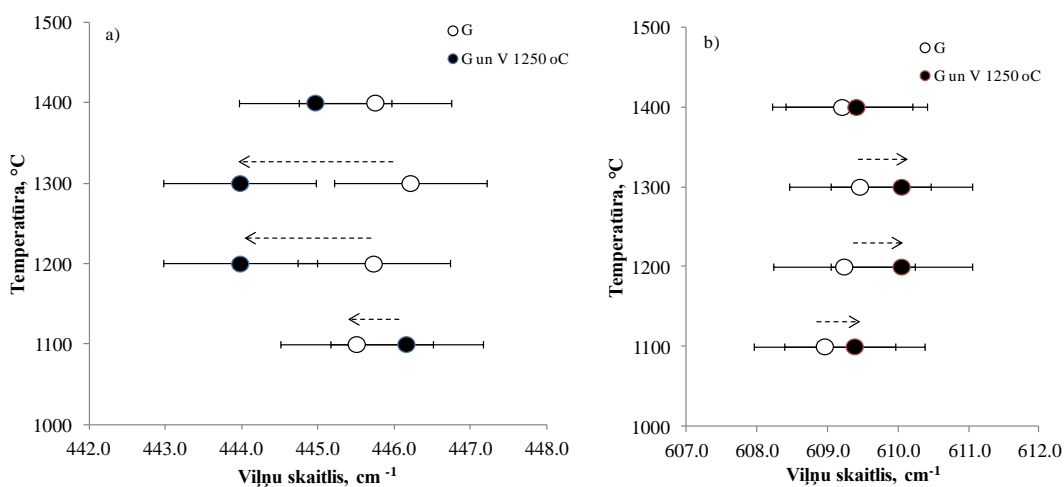 a)
G
G un V 1250 oC
1500
1400
1300
1200
1100
1000
Temperatūra, °C
442.0 443.0 444.0 445.0 446.0 447.0 448.0
Viļņu skaitlis, cm -1
b)
G
G un V 1250 oC
1500
1400
1300
1200
1100
1000
Temperatūra, °C
607.0 608.0 609.0 610.0 611.0 612.0
Viļņu skaitlis, cm-1